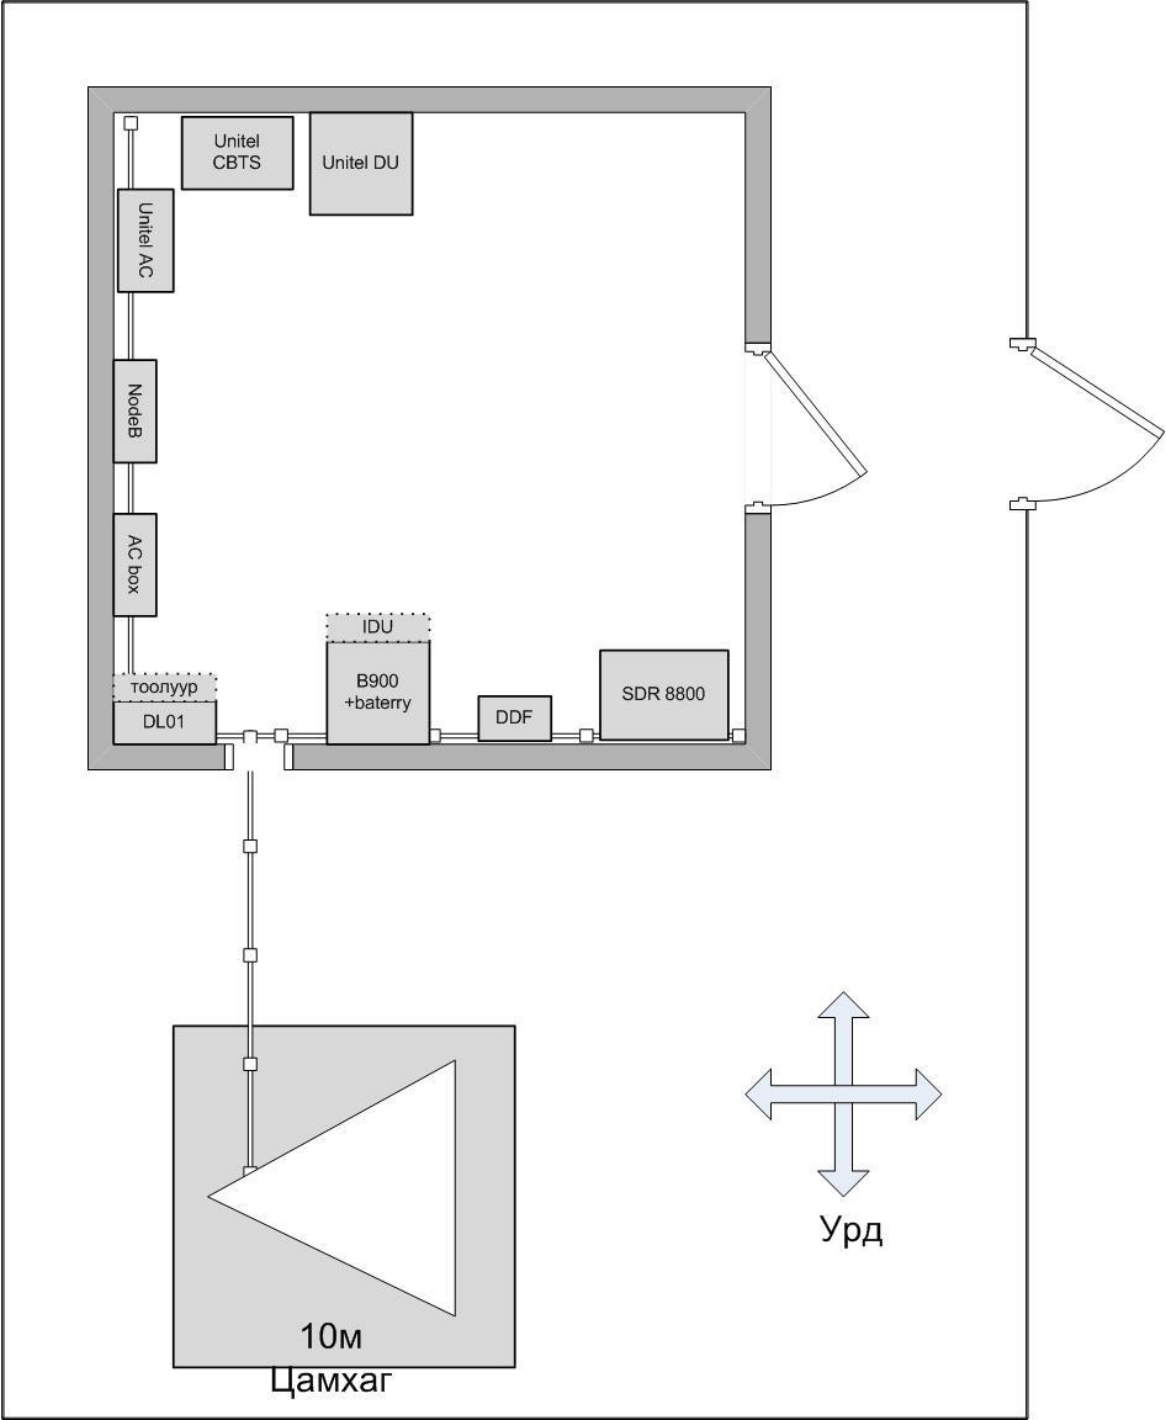 Unitel
CBTS
Unitel DU
Unitel AC
NodeB
AC box
IDU
B900
+baterry
тоолуур
DL01
DDF
SDR 8800
Урд
10м
Цамхаг